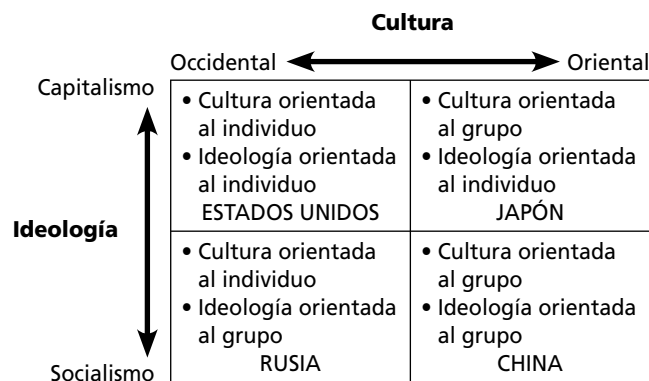 Cultura
Occidental
Oriental
Capitalismo
Ideología
Socialismo
• Cultura orientada
al individuo
• Ideología orientada
al individuo
ESTADOS UNIDOS
• Cultura orientada
al grupo
• Ideología orientada
al individuo
JAPÓN
• Cultura orientada
al individuo
• Ideología orientada
al grupo
RUSIA
• Cultura orientada
al grupo
• Ideología orientada
al grupo
CHINA